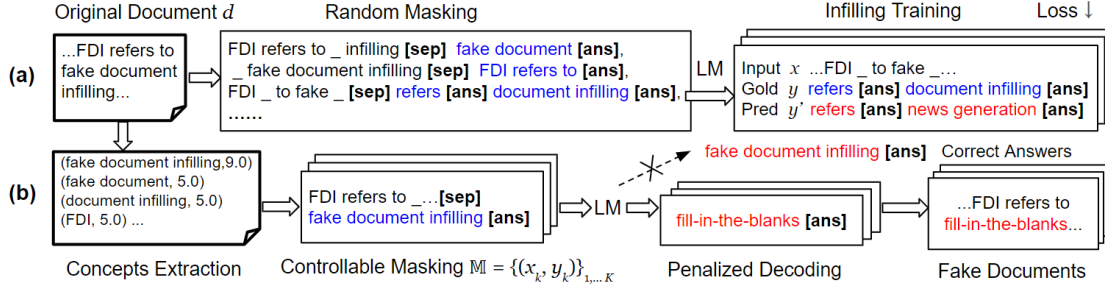 Original Document d
Random Masking
Infilling Training
Loss ↓
(a)
...FDI refers to
fake document
infilling...
FDI refers to _ infilling [sep] fake document [ans],
_ fake document infilling [sep] FDI refers to [ans],
FDI _ to fake _ [sep] refers [ans] document infilling [ans],
......
LM
Input x ...FDI _ to fake _...
Gold y refers [ans] document infilling [ans]
Pred y' refers [ans] news generation [ans]
(b)
(fake document infilling,9.0)
(fake document, 5.0)
(document infilling, 5.0)
(FDI, 5.0) ...
FDI refers to _...[sep]
fake document infilling [ans]
LM
fake document infilling [ans] Correct Answers
fill-in-the-blanks [ans]
...FDI refers to
fill-in-the-blanks...
Concepts Extraction
Controllable Masking 𝕄 = {(x_k, y_k)}_1,...K
Penalized Decoding
Fake Documents